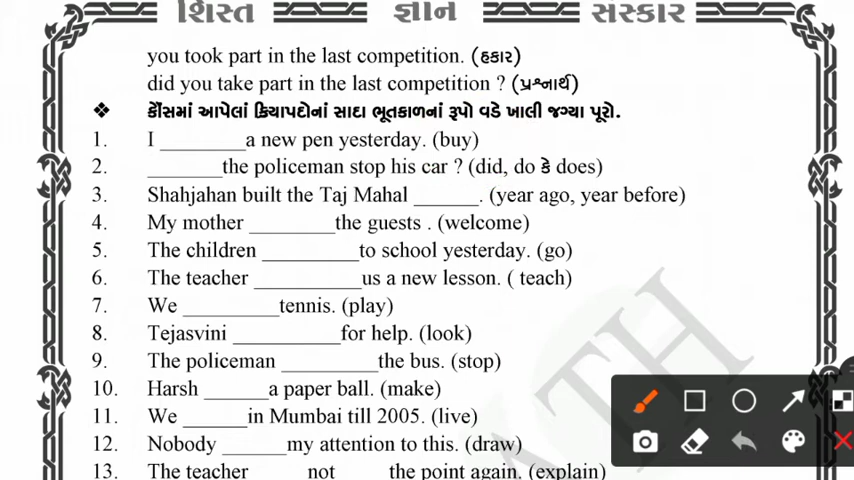 શિસ્ત જ્ઞાન સંસ્કાર
you took part in the last competition. (હકાર)
did you take part in the last competition ? (પ્રશ્નાર્થ)
❖ કૌંસમાં આપેલાં ક્રિયાપદોનાં સાદા ભૂતકાળનાં રૂપો વડે ખાલી જગ્યા પૂરો.
1. I ________a new pen yesterday. (buy)
2. _______the policeman stop his car ? (did, do કે does)
3. Shahjahan built the Taj Mahal ______. (year ago, year before)
4. My mother ________the guests . (welcome)
5. The children _________to school yesterday. (go)
6. The teacher __________us a new lesson. ( teach)
7. We _________tennis. (play)
8. Tejasvini __________for help. (look)
9. The policeman _________the bus. (stop)
10. Harsh ______a paper ball. (make)
11. We ______in Mumbai till 2005. (live)
12. Nobody ______my attention to this. (draw)
13. The teacher ___not ___the point again. (explain)